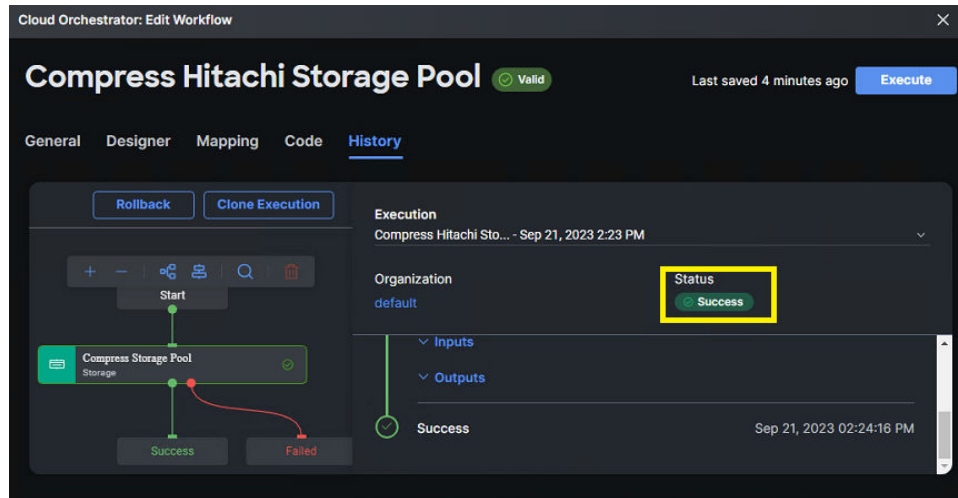 Cloud Orchestrator: Edit Workflow
Compress Hitachi Storage Pool Valid
Last saved 4 minutes ago Execute
General Designer Mapping Code History
Rollback Clone Execution
Execution
Compress Hitachi Sto... - Sep 21, 2023 2:23 PM
Organization Status
default Success
Start
Compress Storage Pool
Storage
Success Failed
Inputs
Outputs
Success Sep 21, 2023 02:24:16 PM